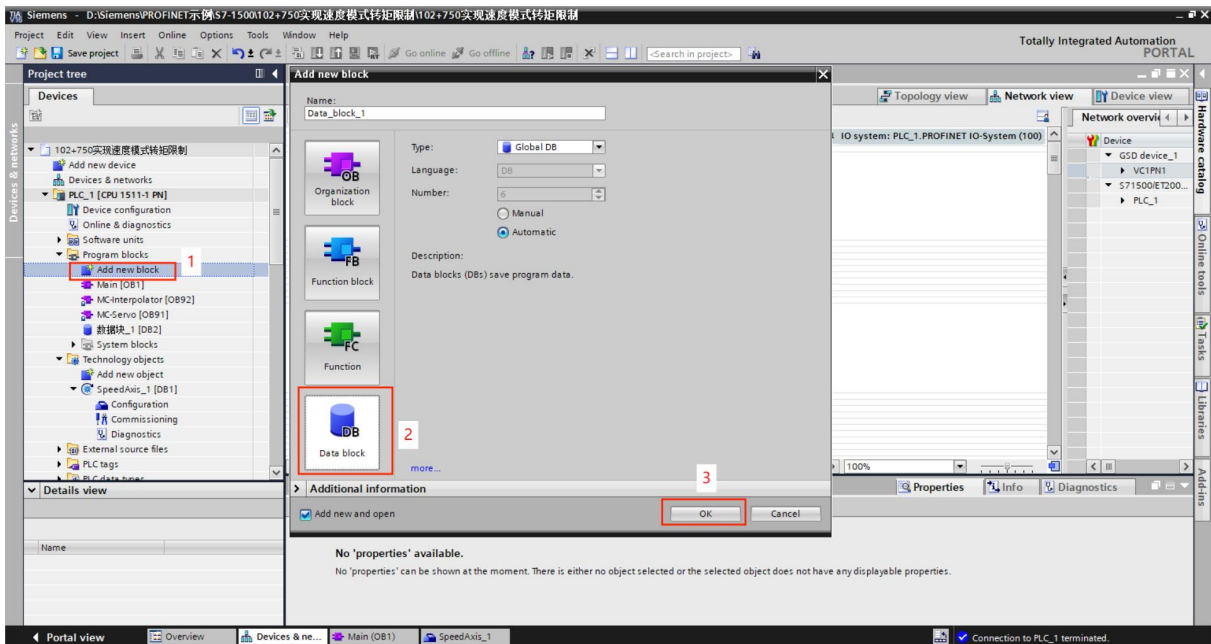 Siemens - D:\Siemens\PROFINET示例\S7-1500\102+750实现速度模式转矩限制\102+750实现速度模式转矩限制
Project Edit View Insert Online Options Tools Window Help
Totally Integrated Automation
PORTAL
Save project
Go online
Go offline
<Search in project>
Project tree
Devices
Devices & networks
102+750实现速度模式转矩限制
Add new device
Devices & networks
PLC_1 [CPU 1511-1 PN]
Device configuration
Online & diagnostics
Software units
Program blocks
Add new block
1
Main [OB1]
MC-Interpolator [OB92]
MC-Servo [OB91]
数据块_1 [DB2]
System blocks
Technology objects
Add new object
SpeedAxis_1 [DB1]
Configuration
Commissioning
Diagnostics
External source files
PLC tags
PLC data types
Details view
Name
Add new block
Name:
Data_block_1
OB
Organization
block
FB
Function block
FC
Function
DB
Data block
2
Type:
Global DB
Language:
DB
Number:
6
Manual
Automatic
Description:
Data blocks (DBs) save program data.
more...
Additional information
3
Add new and open
OK
Cancel
Topology view
Network view
Device view
IO system: PLC_1.PROFINET IO-System (100)
Network overvie
Device
GSD device_1
VC1PN1
S71500/ET200...
PLC_1
100%
Properties
Info
Diagnostics
No 'properties' available.
No 'properties' can be shown at the moment. There is either no object selected or the selected object does not have any displayable properties.
Hardware catalog
Online tools
Tasks
Libraries
Add-ins
Portal view
Overview
Devices & ne...
Main (OB1)
SpeedAxis_1
Connection to PLC_1 terminated.